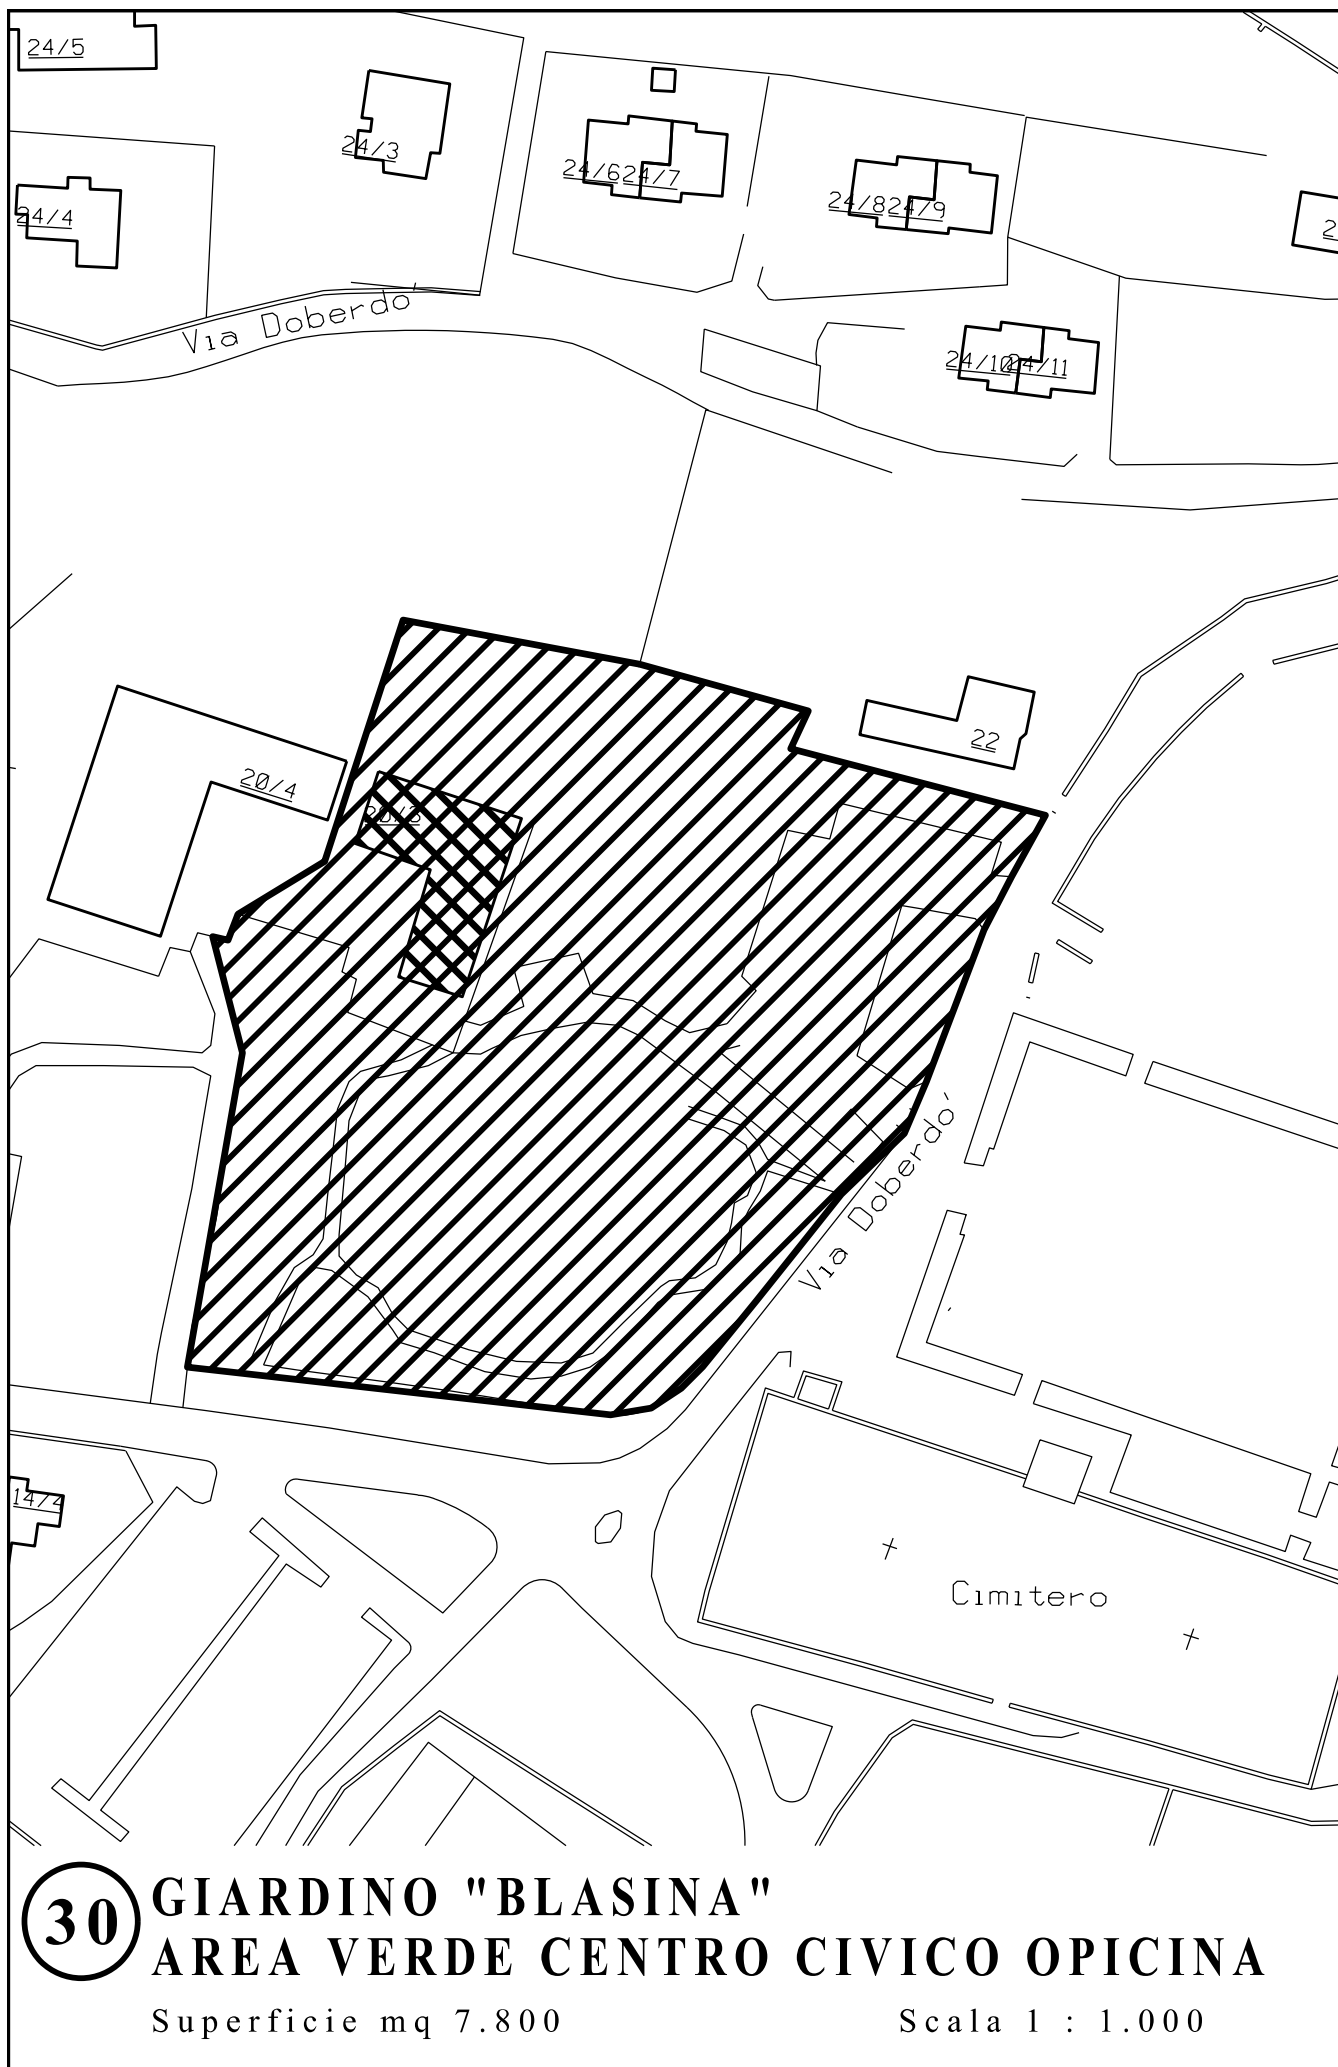 24/5
24/3
24/6 24/7
24/8 24/9
24/4
Via Doberdo'
24/10 24/11
22
20/4
20/3
Via Doberdo'
14/4
Cimitero
30
GIARDINO "BLASINA"
AREA VERDE CENTRO CIVICO OPICINA
Superficie mq 7.800 Scala 1 : 1.000